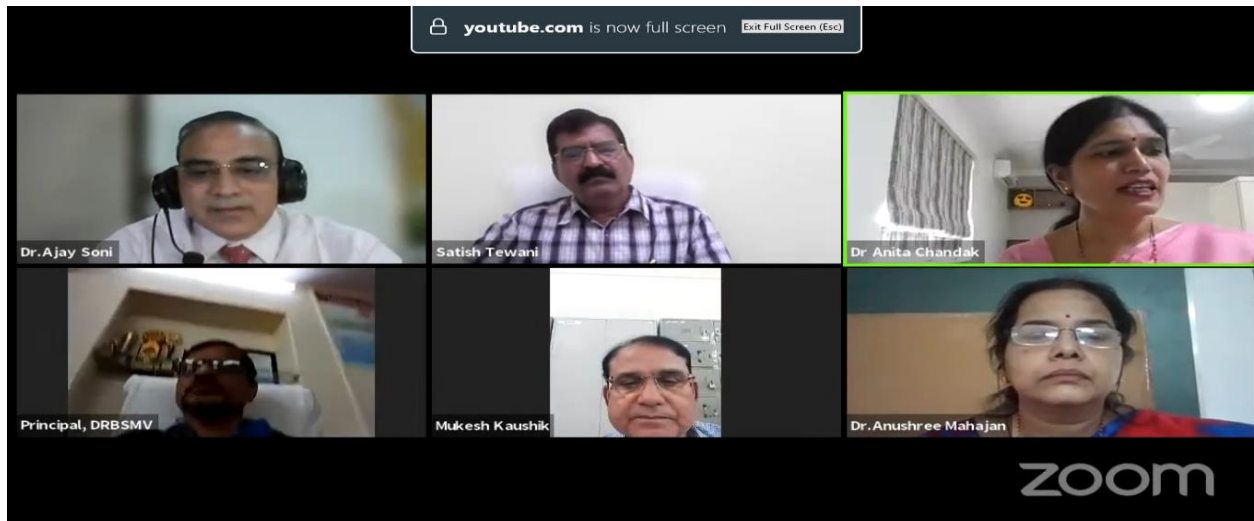 youtube.com is now full screen Exit Full Screen (Esc)
Dr.Ajay Soni
Satish Tewani
Dr Anita Chandak
Principal, DRBSMV
Mukesh Kaushik
Dr.Anushree Mahajan
zoom